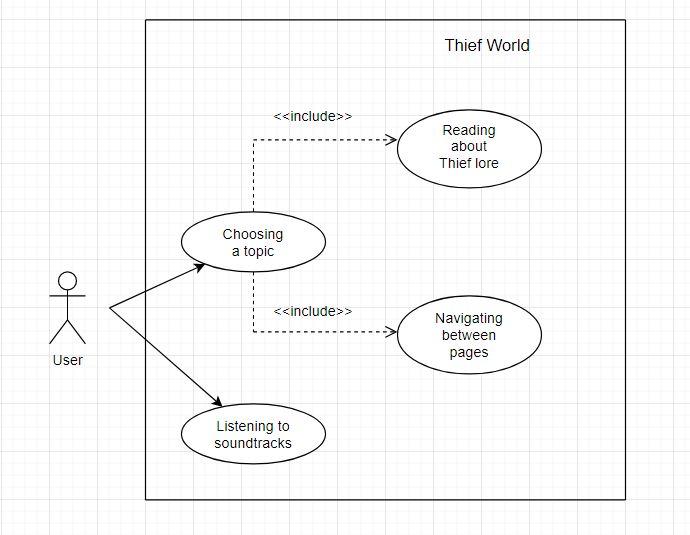 Thief World
<<include>>
Reading
about
Thief lore
Choosing
a topic
<<include>>
Navigating
between
pages
User
Listening to
soundtracks